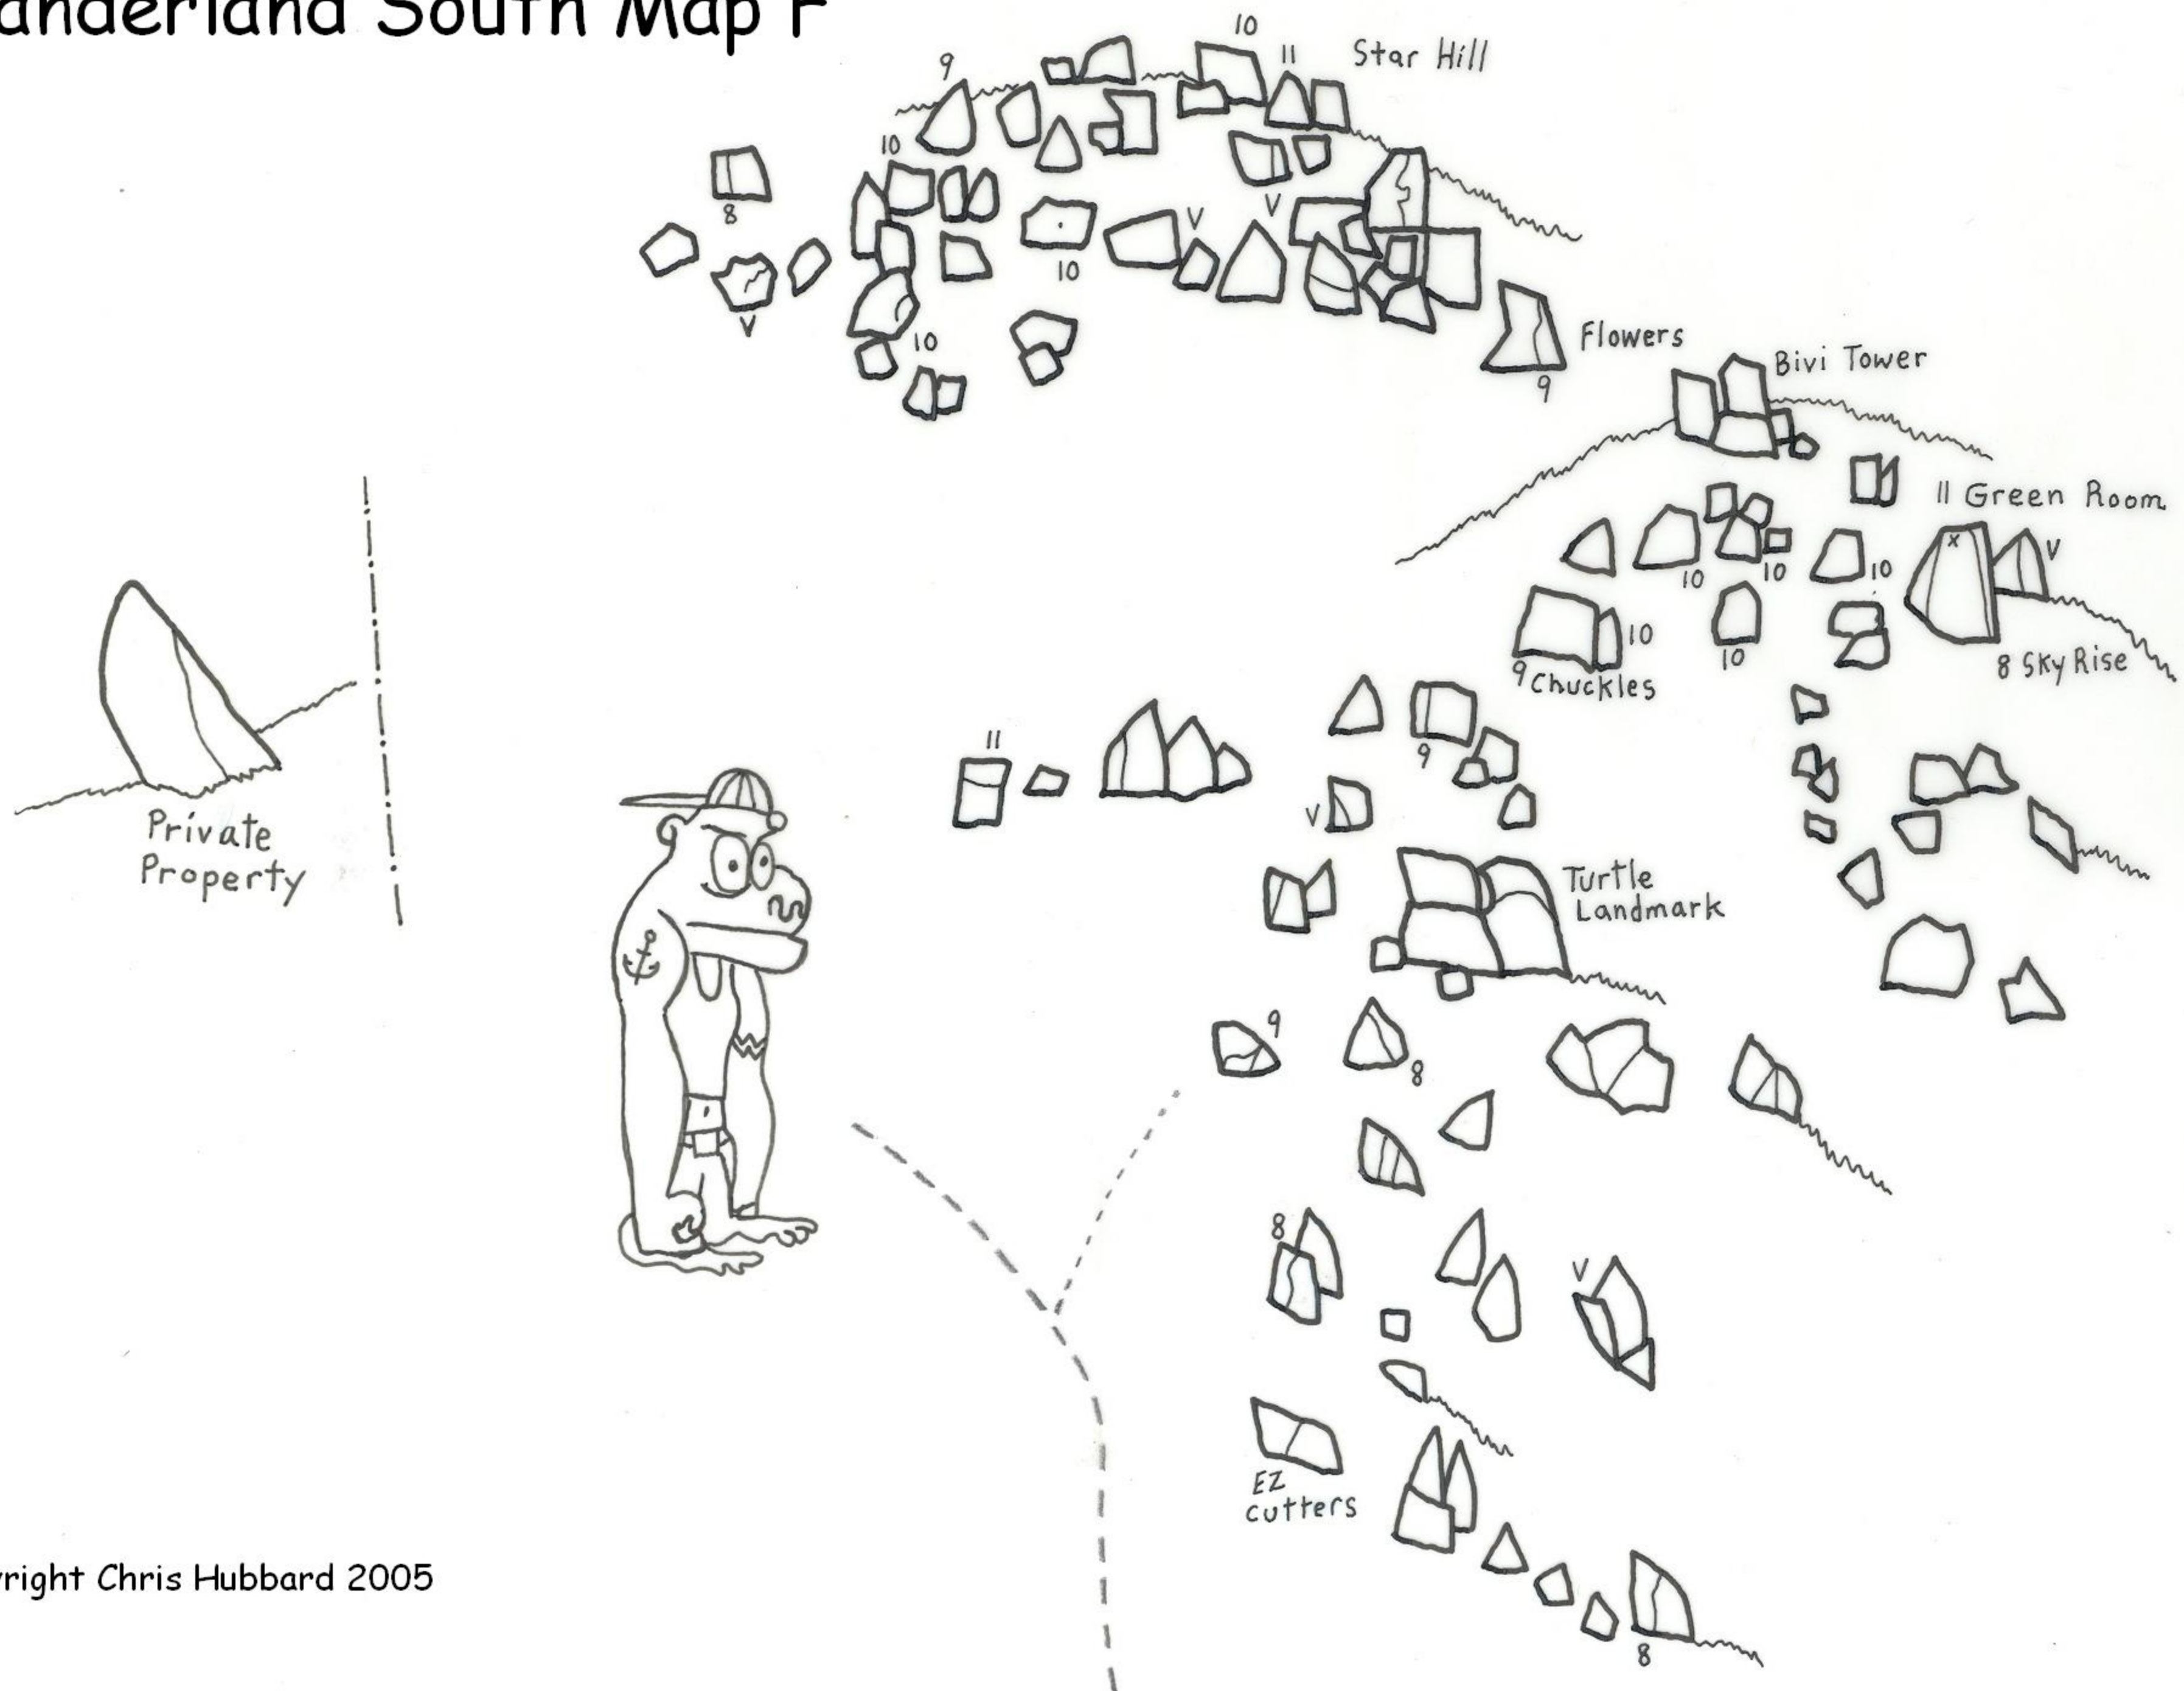 anderland South Map F
10
Star Hill
11
9
10
8
V
V
10
V
10
Flowers
9
Bivi Tower
11 Green Room
x
V
10
10
10
10
10
9 Chuckles
8 Sky Rise
11
9
V
Private
Property
Turtle
Landmark
9
8
8
V
EZ
cutters
right Chris Hubbard 2005
8